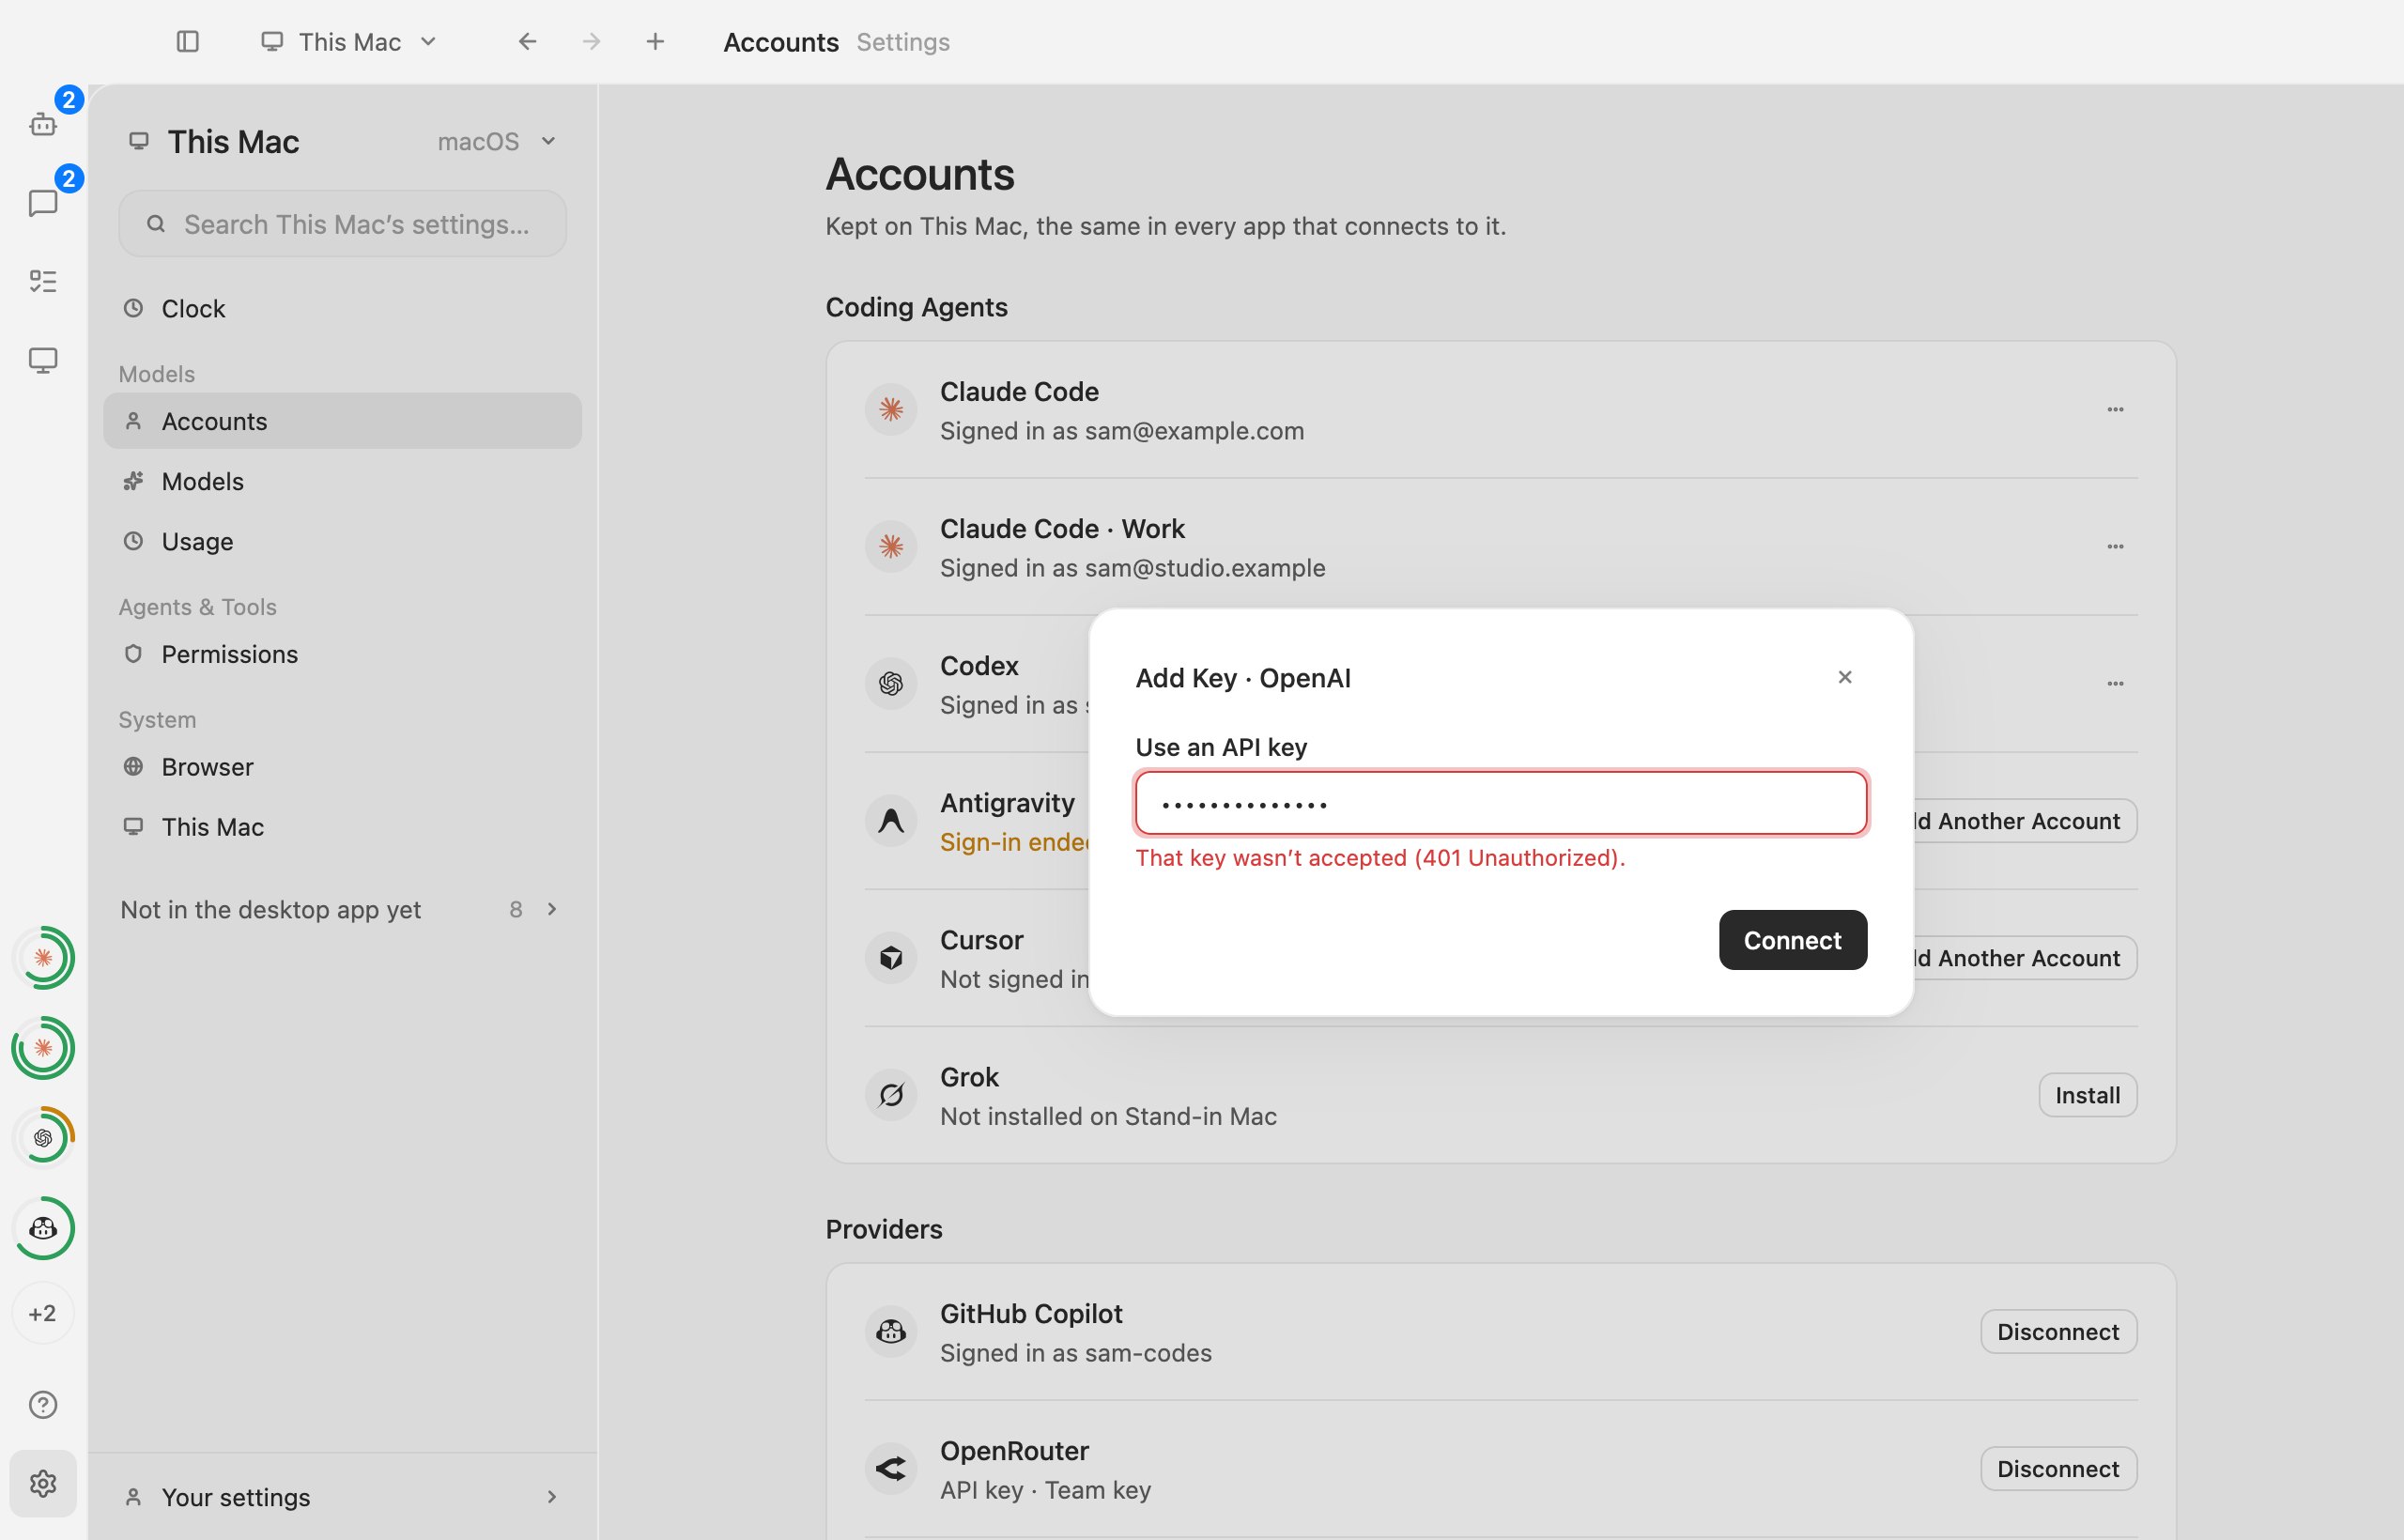 This Mac
Accounts Settings
2
2
This Mac
macOS
Search This Mac’s settings...
Clock
Models
Accounts
Models
Usage
Agents & Tools
Permissions
System
Browser
This Mac
Not in the desktop app yet
8
+2
Your settings
Accounts
Kept on This Mac, the same in every app that connects to it.
Coding Agents
Claude Code
Signed in as sam@example.com
Claude Code · Work
Signed in as sam@studio.example
Codex
Signed in as
Antigravity
Sign-in ended
Another Account
Cursor
Not signed in
Another Account
Grok
Not installed on Stand-in Mac
Install
Add Key · OpenAI
Use an API key
••••••••••••••
That key wasn’t accepted (401 Unauthorized).
Connect
Providers
GitHub Copilot
Signed in as sam-codes
Disconnect
OpenRouter
API key · Team key
Disconnect